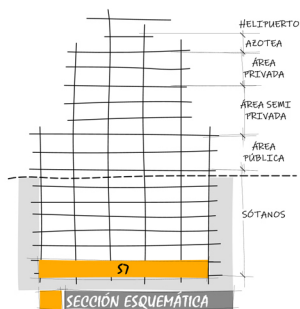 HELIPUERTO
AZOTEA
ÁREA
PRIVADA
ÁREA SEMI
PRIVADA
ÁREA
PÚBLICA
SÓTANOS
S7
SECCIÓN ESQUEMÁTICA